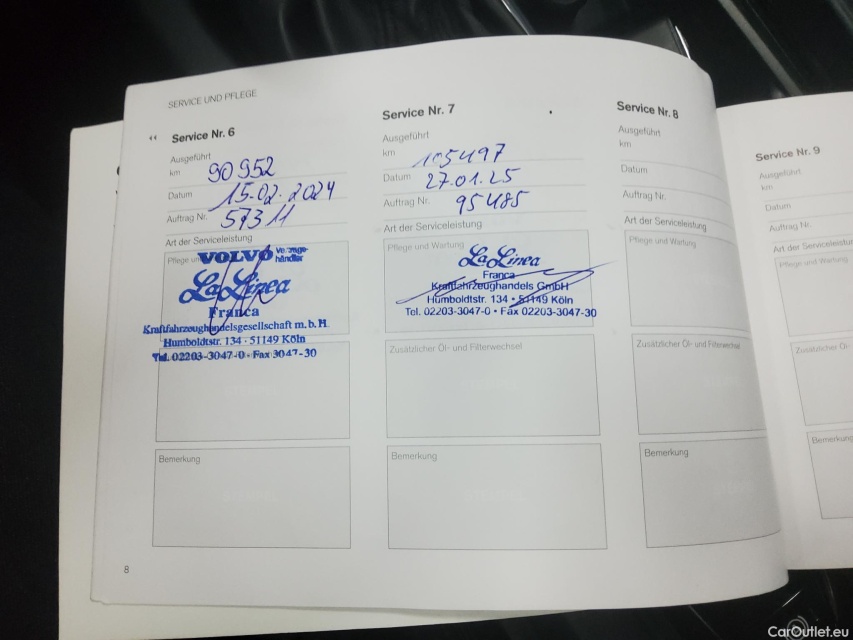 SERVICE UND PFLEGE
Service Nr. 6
Ausgeführt
km 90952
Datum 15.02.2024
Auftrag Nr. 57311
Art der Serviceleistung
Pflege und
VOLVO
händler
La Linea
Franca
Kraftfahrzeughandelsgesellschaft m.b.H.
Humboldtstr. 134 · 51149 Köln
Tel. 02203-3047-0 · Fax 3047-30
Bemerkung
8
Service Nr. 7
Ausgeführt
km 105497
Datum 27.01.25
Auftrag Nr. 95485
Art der Serviceleistung
Pflege und Wartung
La Linea
Franca
Kraftfahrzeughandels GmbH
Humboldtstr. 134 • 51149 Köln
Tel. 02203-3047-0 · Fax 02203-3047-30
Zusätzlicher Öl- und Filterwechsel
Bemerkung
Service Nr. 8
Ausgeführt
km
Datum
Auftrag Nr.
Art der Serviceleistung
Pflege und Wartung
Zusätzlicher Öl- und Filterwechsel
Bemerkung
Service Nr. 9
Ausgeführt
km
Datum
Auftrag Nr.
Art der Serviceleistung
Pflege und Wartung
Zusätzlicher Öl-
Bemerkung
CarOutlet.eu